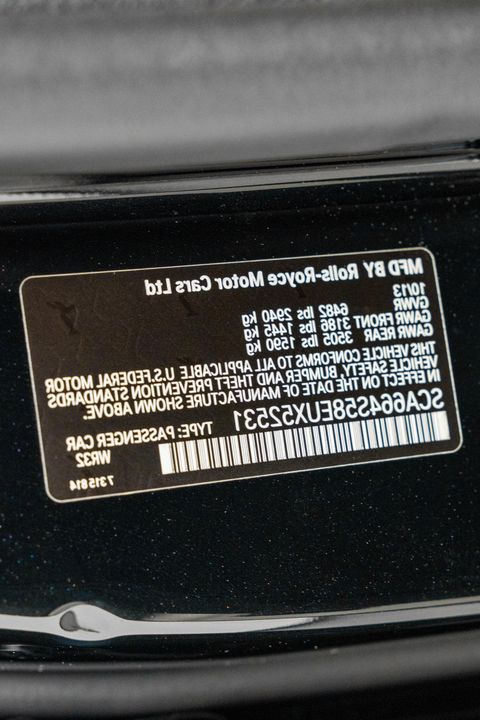 MFD BY Rolls-Royce Motor Cars Ltd
10/13
GVWR 6482 lbs 2940 kg
GAWR FRONT 3186 lbs 1445 kg
GAWR REAR 3505 lbs 1590 kg
THIS VEHICLE CONFORMS TO ALL APPLICABLE U.S.FEDERAL MOTOR
VEHICLE SAFETY, BUMPER, AND THEFT PREVENTION STANDARDS
IN EFFECT ON THE DATE OF MANUFACTURE SHOWN ABOVE.
SCA664S58EUX52531
TYPE: PASSENGER CAR
WR32
7315814